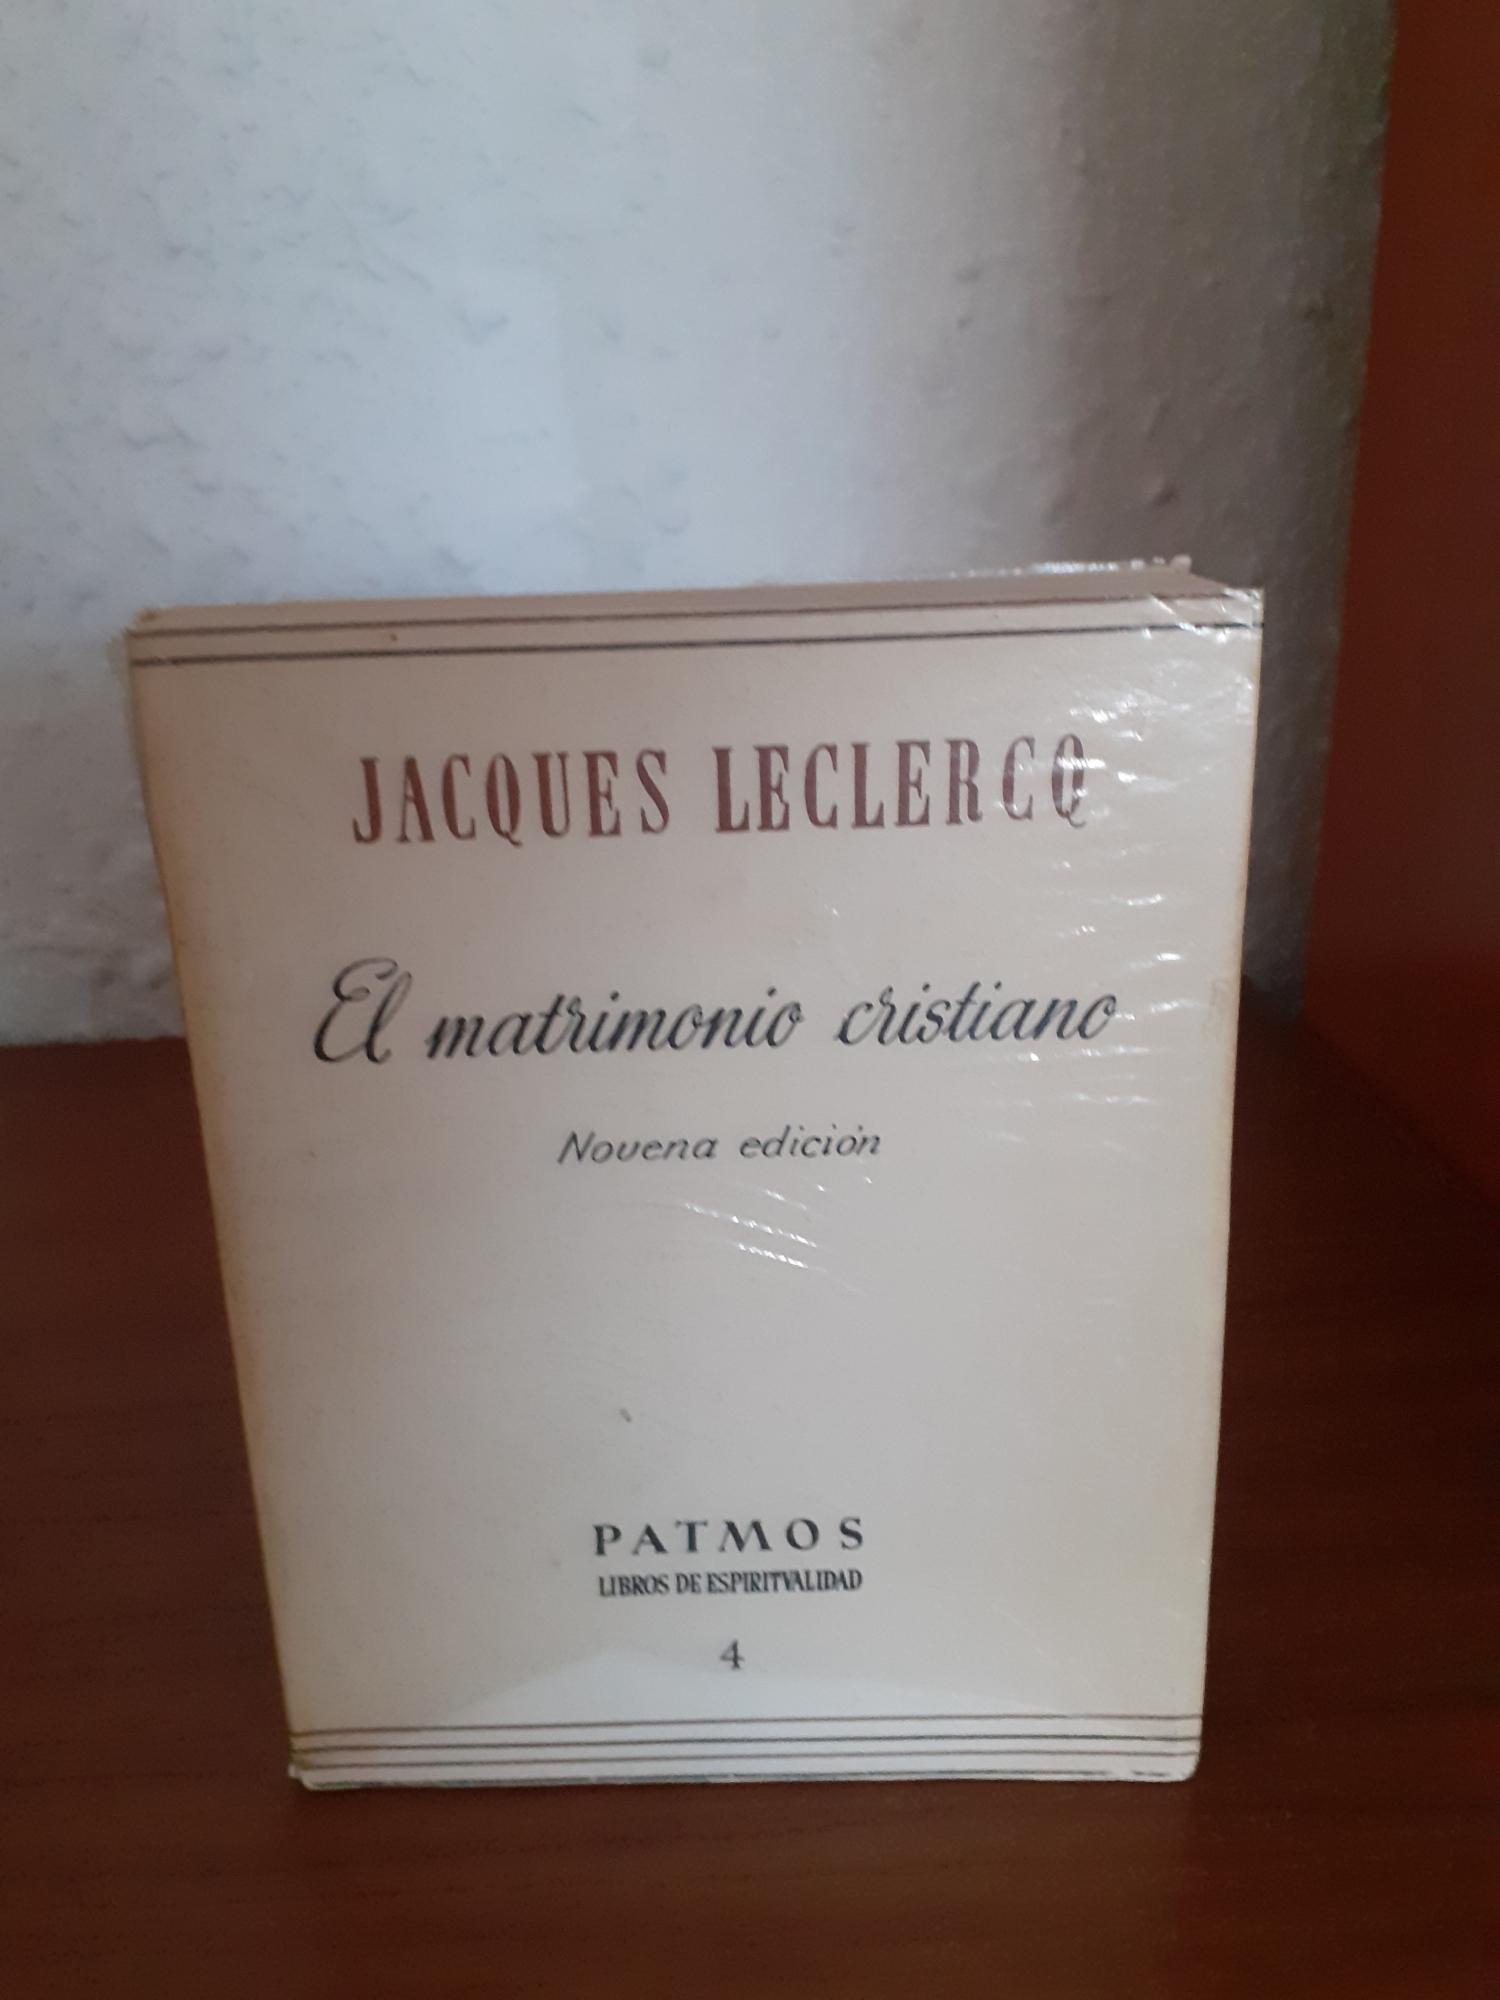 JACQUES LECLERCQ
El matrimonio cristiano
Novena edición
PATMOS
LIBROS DE ESPIRITVALIDAD
4